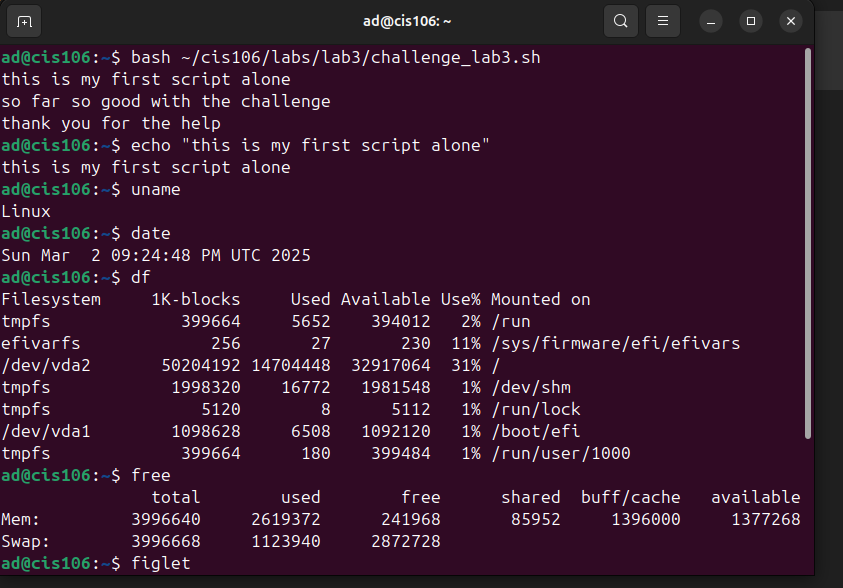 ad@cis106: ~
ad@cis106:~$ bash ~/cis106/labs/lab3/challenge_lab3.sh
this is my first script alone
so far so good with the challenge
thank you for the help
ad@cis106:~$ echo "this is my first script alone"
this is my first script alone
ad@cis106:~$ uname
Linux
ad@cis106:~$ date
Sun Mar  2 09:24:48 PM UTC 2025
ad@cis106:~$ df
Filesystem     1K-blocks     Used Available Use% Mounted on
tmpfs             399664     5652    394012   2% /run
efivarfs             256       27       230  11% /sys/firmware/efi/efivars
/dev/vda2       50204192 14704448  32917064  31% /
tmpfs            1998320    16772   1981548   1% /dev/shm
tmpfs               5120        8      5112   1% /run/lock
/dev/vda1        1098628     6508   1092120   1% /boot/efi
tmpfs             399664      180    399484   1% /run/user/1000
ad@cis106:~$ free
               total        used        free      shared  buff/cache   available
Mem:         3996640     2619372      241968       85952     1396000     1377268
Swap:        3996668     1123940     2872728
ad@cis106:~$ figlet